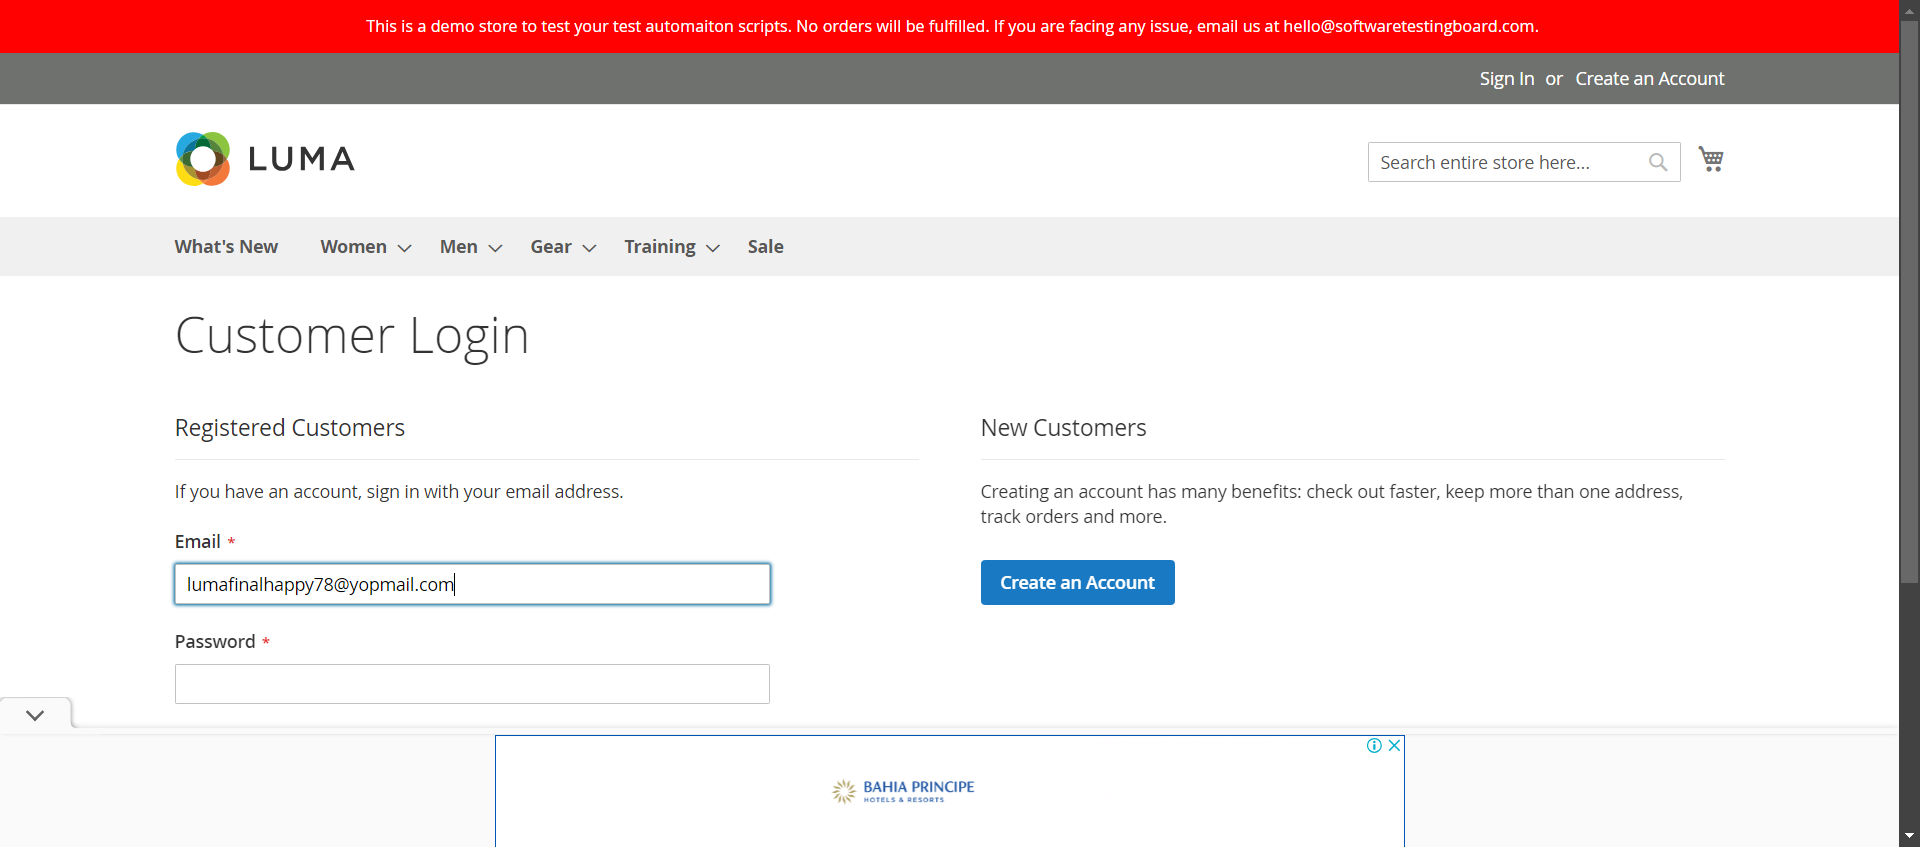 This is a demo store to test your test automaiton scripts. No orders will be fulfilled. If you are facing any issue, email us at hello@softwaretestingboard.com.
Sign In or Create an Account
LUMA
Search entire store here...
What's New Women Men Gear Training Sale
Customer Login
Registered Customers
If you have an account, sign in with your email address.
Email *
lumafinalhappy78@yopmail.com
Password *
New Customers
Creating an account has many benefits: check out faster, keep more than one address,
track orders and more.
Create an Account
BAHIA PRINCIPE
HOTELS & RESORTS